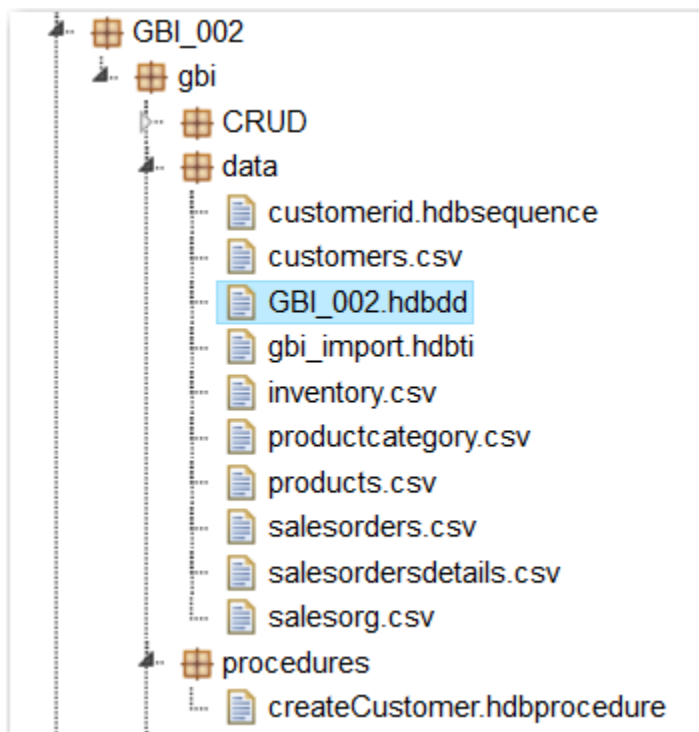 GBI_002
gbi
CRUD
data
customerid.hdbsequence
customers.csv
GBI_002.hdbdd
gbi_import.hdbti
inventory.csv
productcategory.csv
products.csv
salesorders.csv
salesordersdetails.csv
salesorg.csv
procedures
createCustomer.hdbprocedure